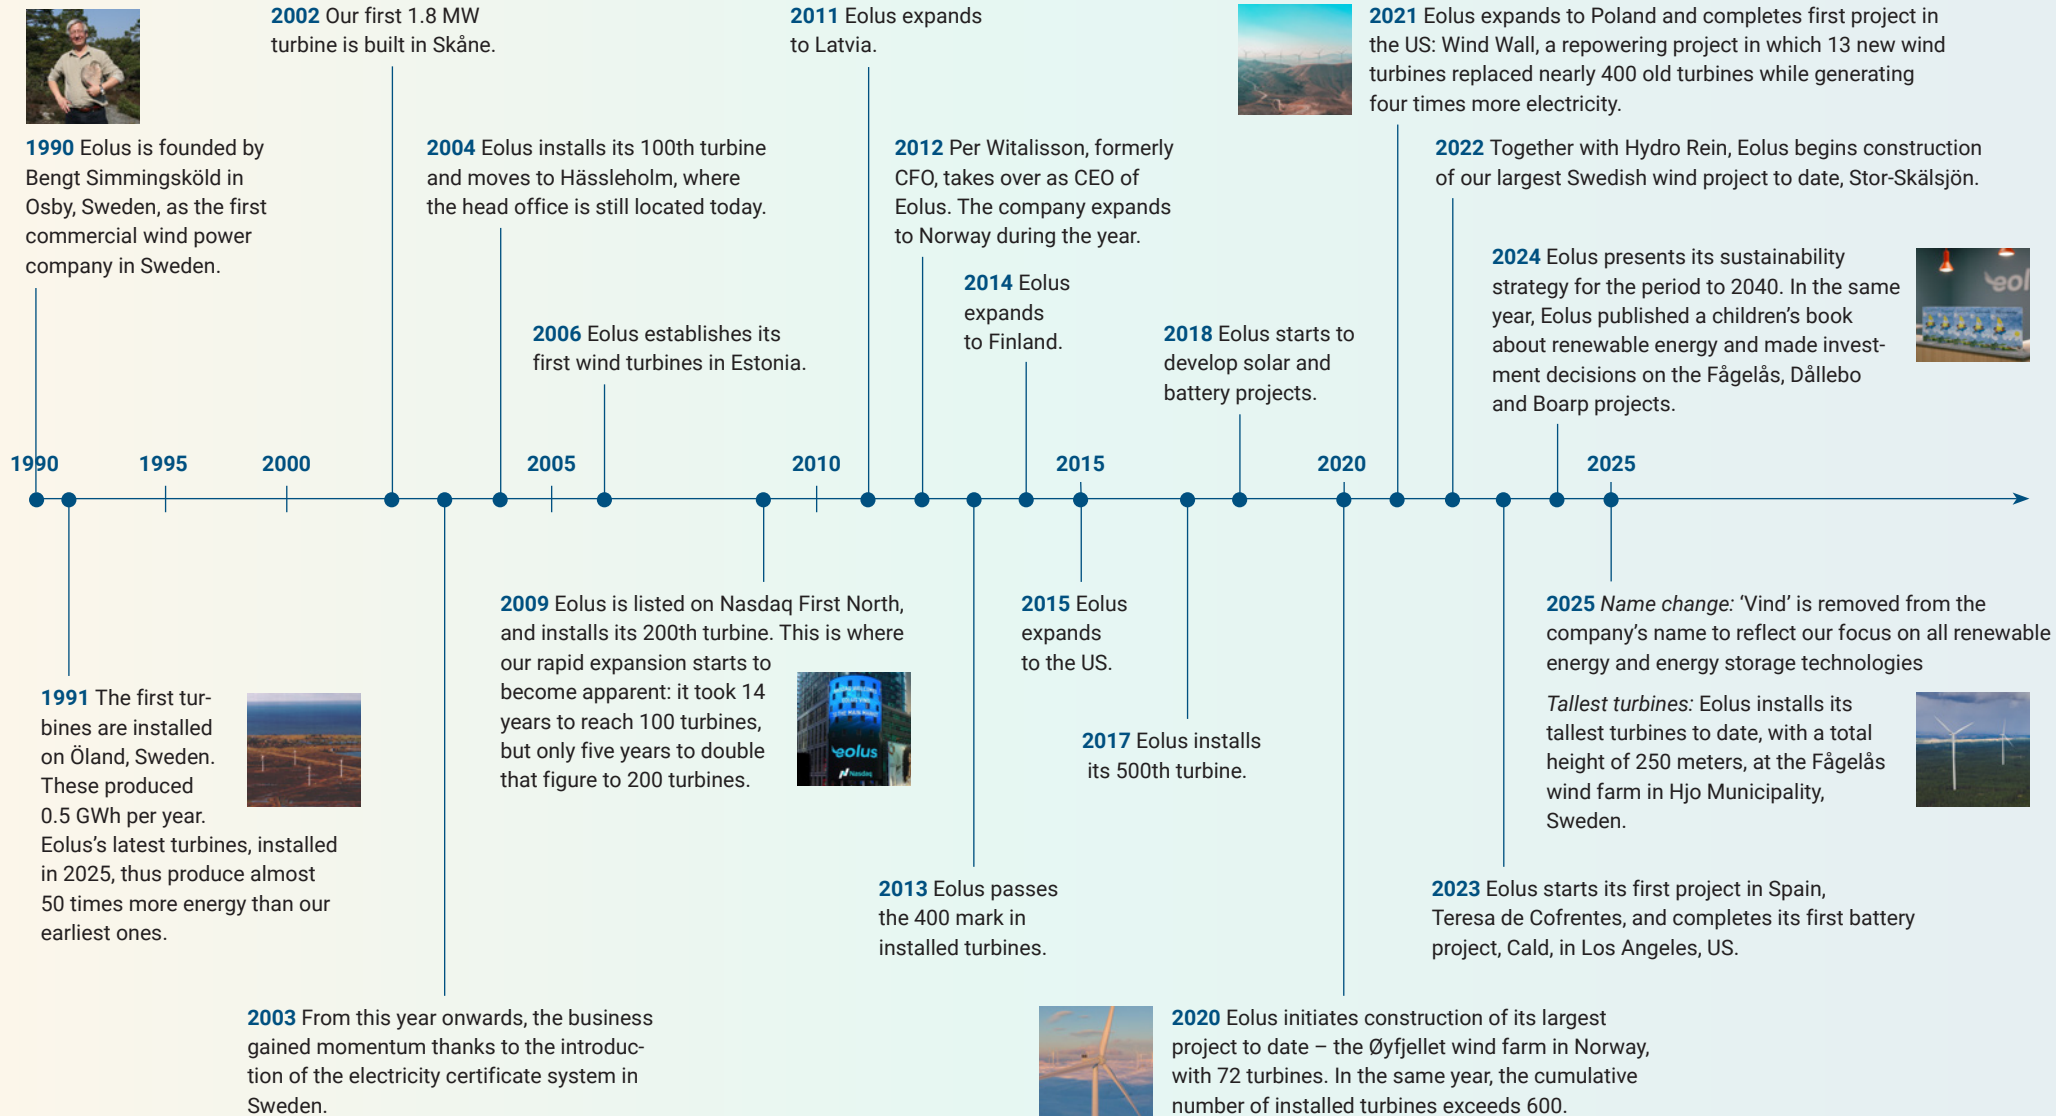 2002 Our first 1.8 MW
turbine is built in Skåne.
2011 Eolus expands
to Latvia.
2021 Eolus expands to Poland and completes first project in
the US: Wind Wall, a repowering project in which 13 new wind
turbines replaced nearly 400 old turbines while generating
four times more electricity.
1990 Eolus is founded by
Bengt Simmingsköld in
Osby, Sweden, as the first
commercial wind power
company in Sweden.
2004 Eolus installs its 100th turbine
and moves to Hässleholm, where
the head office is still located today.
2012 Per Witalisson, formerly
CFO, takes over as CEO of
Eolus. The company expands
to Norway during the year.
2022 Together with Hydro Rein, Eolus begins construction
of our largest Swedish wind project to date, Stor-Skälsjön.
2006 Eolus establishes its
first wind turbines in Estonia.
2014 Eolus
expands
to Finland.
2018 Eolus starts to
develop solar and
battery projects.
2024 Eolus presents its sustainability
strategy for the period to 2040. In the same
year, Eolus published a children’s book
about renewable energy and made invest-
ment decisions on the Fågelås, Dållebo
and Boarp projects.
eol
1990
1995
2000
2005
2010
2015
2020
2025
1991 The first tur-
bines are installed
on Öland, Sweden.
These produced
0.5 GWh per year.
Eolus’s latest turbines, installed
in 2025, thus produce almost
50 times more energy than our
earliest ones.
2009 Eolus is listed on Nasdaq First North,
and installs its 200th turbine. This is where
our rapid expansion starts to
become apparent: it took 14
years to reach 100 turbines,
but only five years to double
that figure to 200 turbines.
eolus
Nasdaq
2015 Eolus
expands
to the US.
2017 Eolus installs
its 500th turbine.
2025 Name change: ‘Vind’ is removed from the
company’s name to reflect our focus on all renewable
energy and energy storage technologies
Tallest turbines: Eolus installs its
tallest turbines to date, with a total
height of 250 meters, at the Fågelås
wind farm in Hjo Municipality,
Sweden.
2013 Eolus passes
the 400 mark in
installed turbines.
2023 Eolus starts its first project in Spain,
Teresa de Cofrentes, and completes its first battery
project, Cald, in Los Angeles, US.
2003 From this year onwards, the business
gained momentum thanks to the introduc-
tion of the electricity certificate system in
Sweden.
2020 Eolus initiates construction of its largest
project to date – the Øyfjellet wind farm in Norway,
with 72 turbines. In the same year, the cumulative
number of installed turbines exceeds 600.